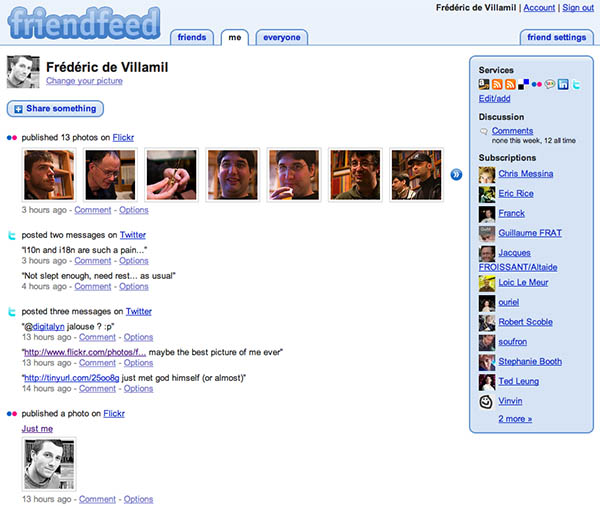 friendfeed
Frédéric de Villamil | Account | Sign out
friends
me
everyone
friend settings
Frédéric de Villamil
Change your picture
Share something
published 13 photos on Flickr
3 hours ago - Comment - Options
posted two messages on Twitter
"l10n and i18n are such a pain..."
3 hours ago - Comment - Options
"Not slept enough, need rest... as usual"
4 hours ago - Comment - Options
posted three messages on Twitter
"@digitalyn jalouse ? :p"
13 hours ago - Comment - Options
"http://www.flickr.com/photos/f... maybe the best picture of me ever"
13 hours ago - Comment - Options
"http://tinyurl.com/25oo8g just met god himself (or almost)"
14 hours ago - Comment - Options
published a photo on Flickr
Just me
13 hours ago - Comment - Options
Services
Edit/add
Discussion
Comments
none this week, 12 all time
Subscriptions
Chris Messina
Eric Rice
Franck
Guillaume FRAT
Jacques
FROISSANT/Altaide
Loic Le Meur
ouriel
Robert Scoble
soufron
Stephanie Booth
Ted Leung
Vinvin
2 more »